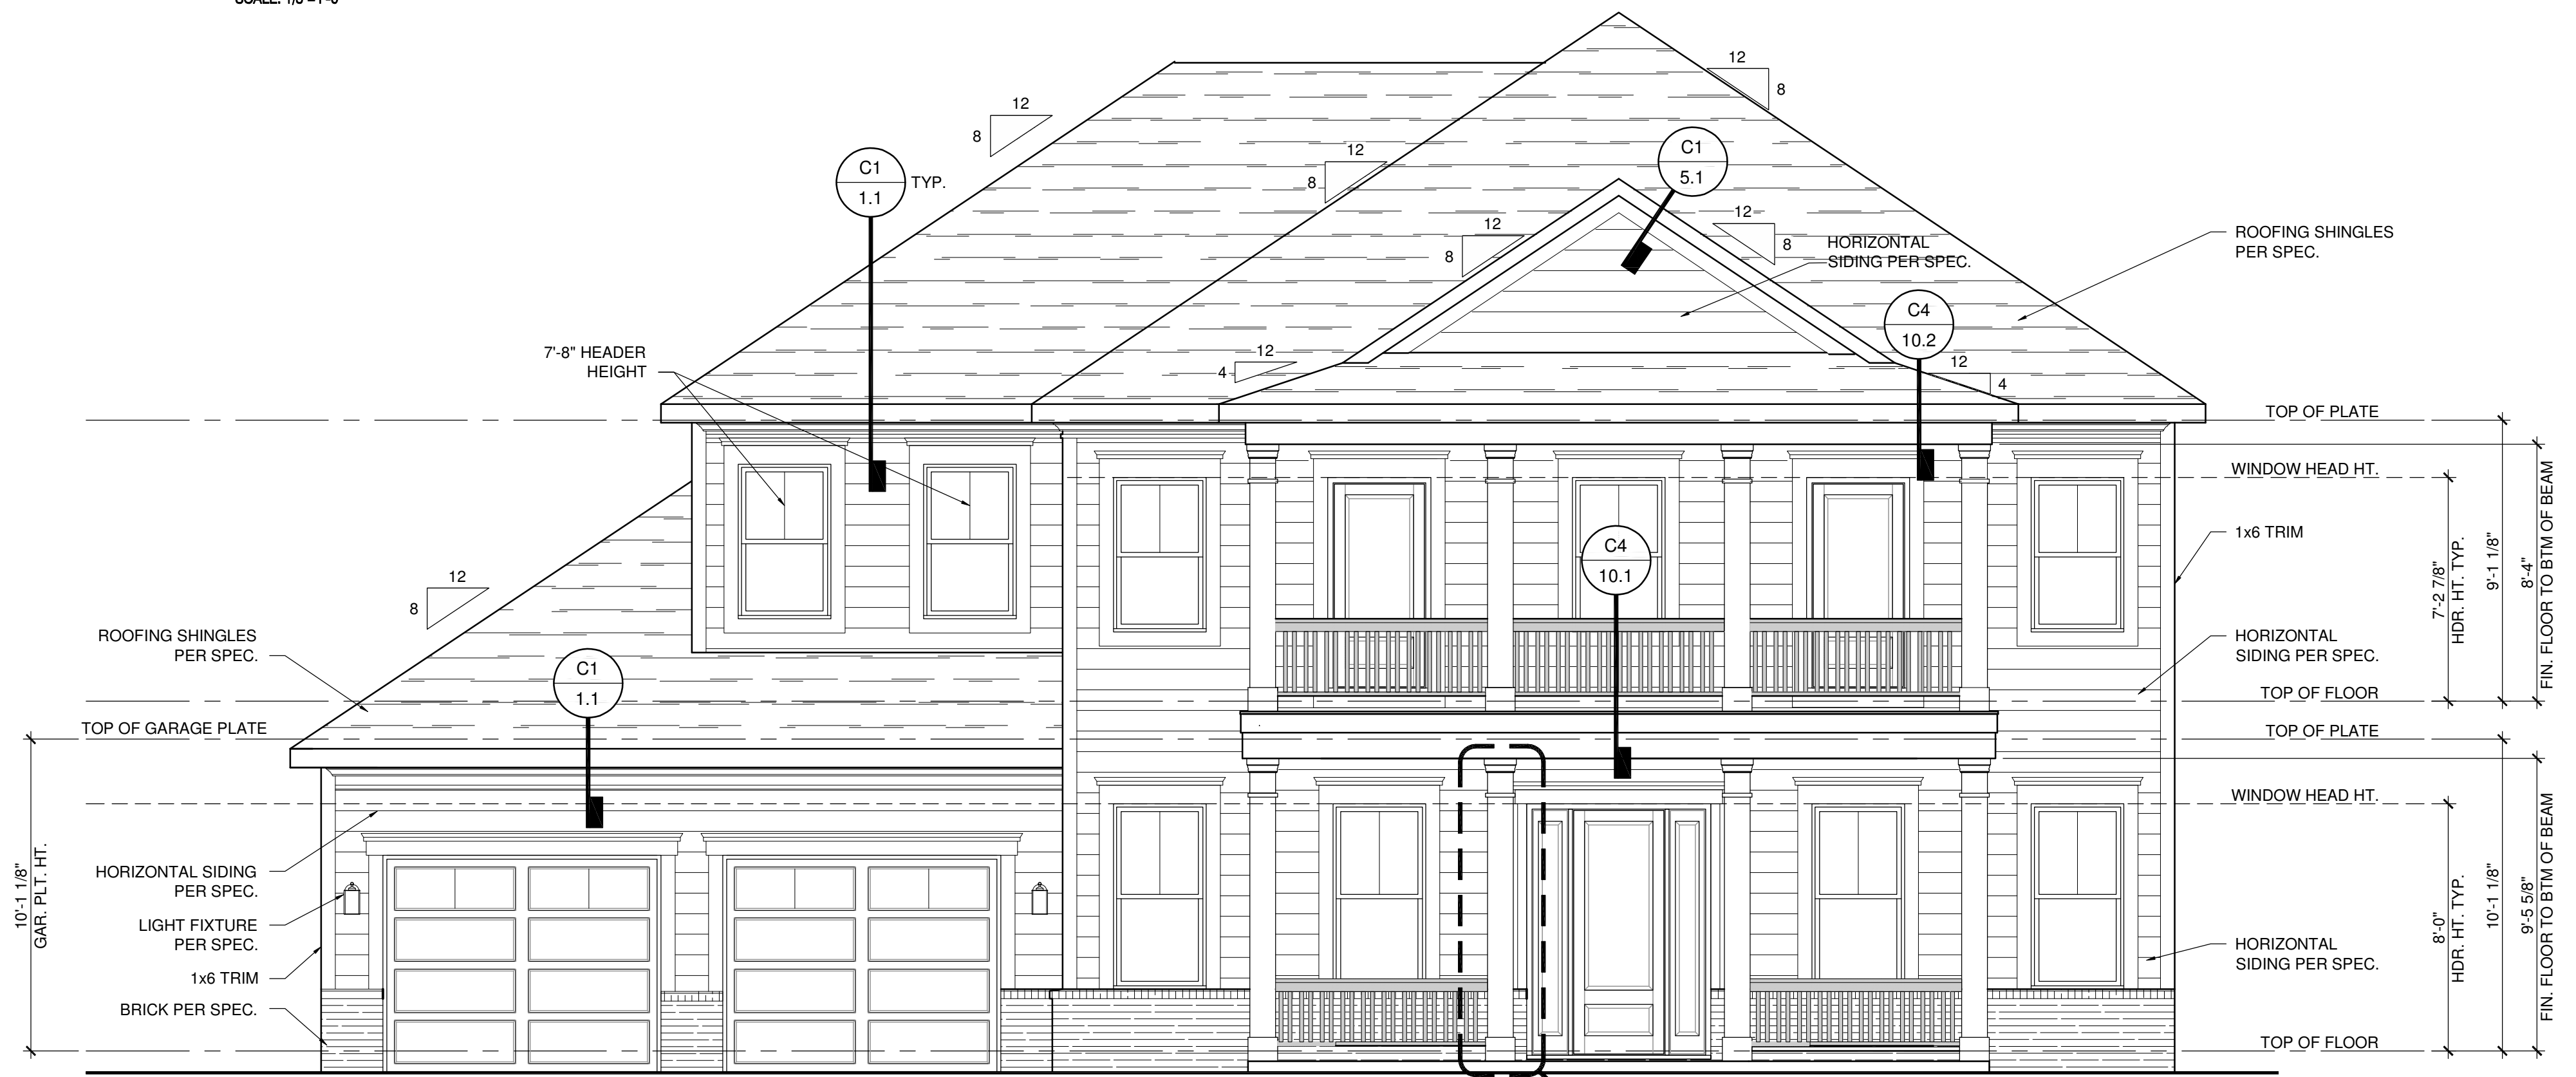 12
8
12
8
12
8
C1
1.1
TYP.
C1
5.1
12
8
12
8
HORIZONTAL
SIDING PER SPEC.
ROOFING SHINGLES
PER SPEC.
C4
10.2
7'-8" HEADER
HEIGHT
12
4
12
4
TOP OF PLATE
WINDOW HEAD HT.
1x6 TRIM
C4
10.1
12
8
7'-2 7/8"
HDR. HT. TYP.
9'-1 1/8"
8'-4"
FIN. FLOOR TO BTM OF BEAM
ROOFING SHINGLES
PER SPEC.
C1
1.1
HORIZONTAL
SIDING PER SPEC.
TOP OF FLOOR
TOP OF GARAGE PLATE
TOP OF PLATE
WINDOW HEAD HT.
10'-1 1/8"
GAR. PLT. HT.
HORIZONTAL SIDING
PER SPEC.
LIGHT FIXTURE
PER SPEC.
1x6 TRIM
BRICK PER SPEC.
8'-0"
HDR. HT. TYP.
10'-1 1/8"
9'-5 5/8"
FIN. FLOOR TO BTM OF BEAM
HORIZONTAL
SIDING PER SPEC.
TOP OF FLOOR